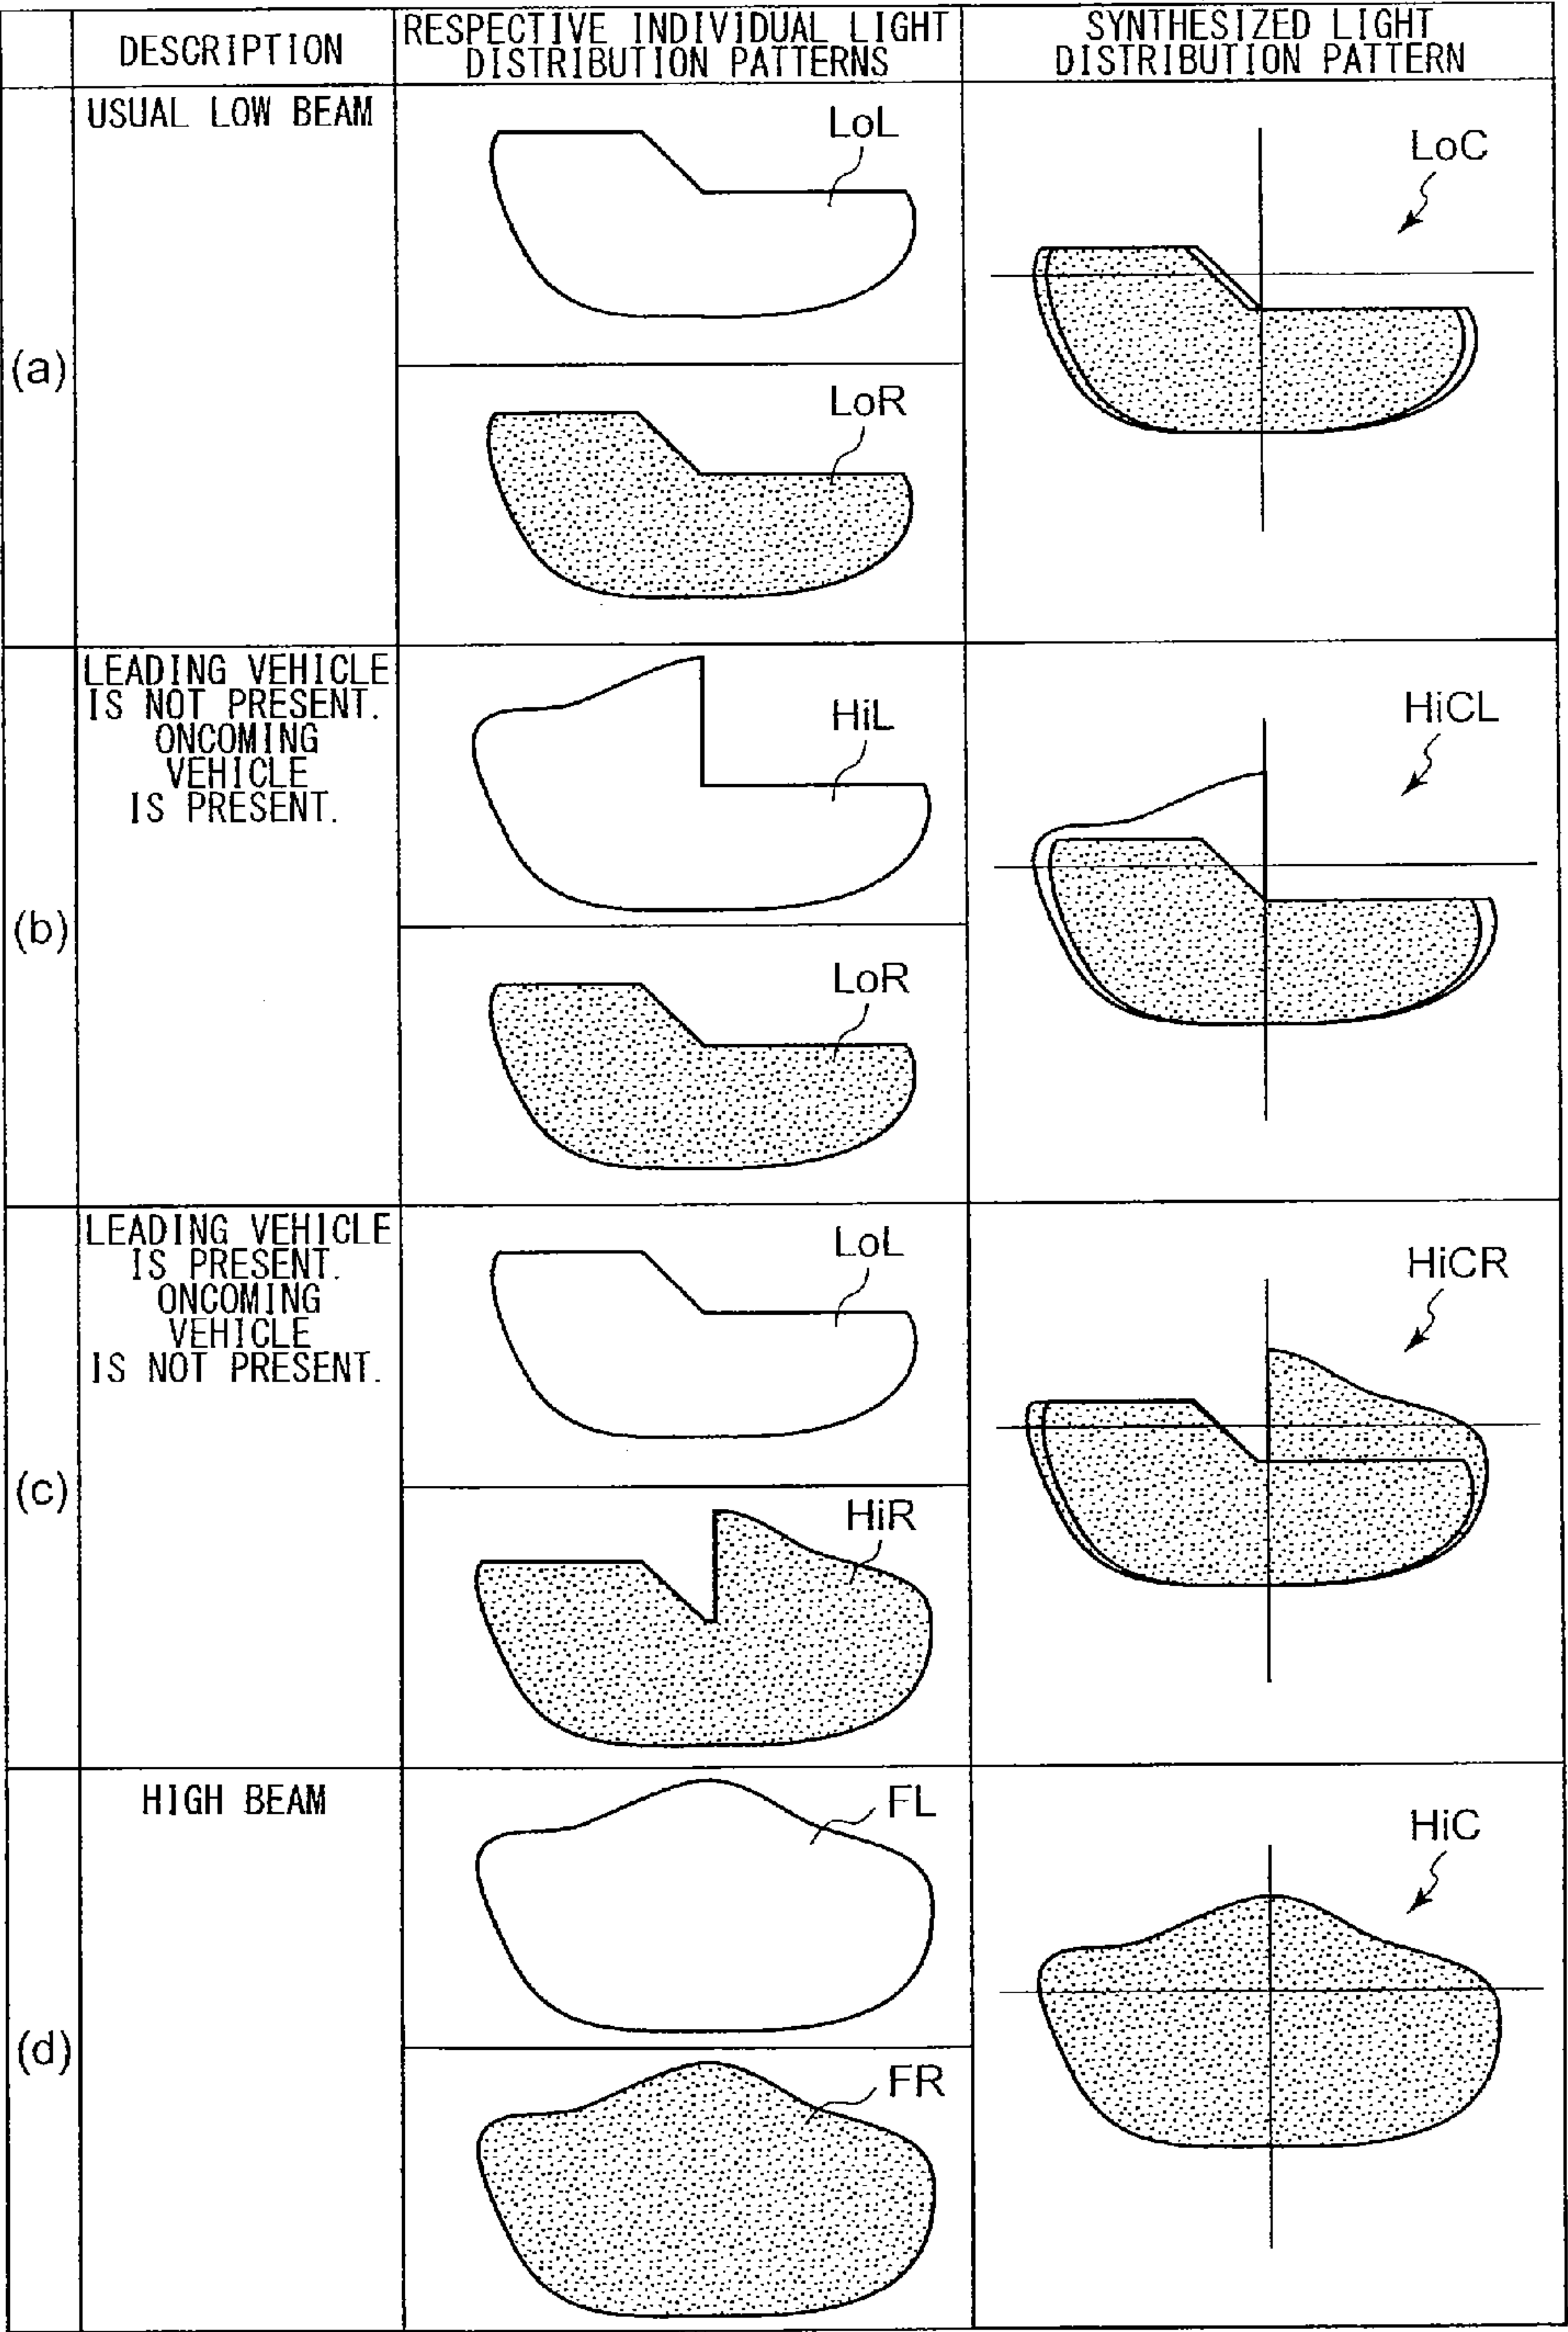 DESCRIPTION
RESPECTIVE INDIVIDUAL LIGHT
DISTRIBUTION PATTERNS
SYNTHESIZED LIGHT
DISTRIBUTION PATTERN
(a)
USUAL LOW BEAM
LoL
LoR
LoC
(b)
LEADING VEHICLE
IS NOT PRESENT.
ONCOMING
VEHICLE
IS PRESENT.
HiL
LoR
HiCL
(c)
LEADING VEHICLE
IS PRESENT.
ONCOMING
VEHICLE
IS NOT PRESENT.
LoL
HiR
HiCR
(d)
HIGH BEAM
FL
FR
HiC